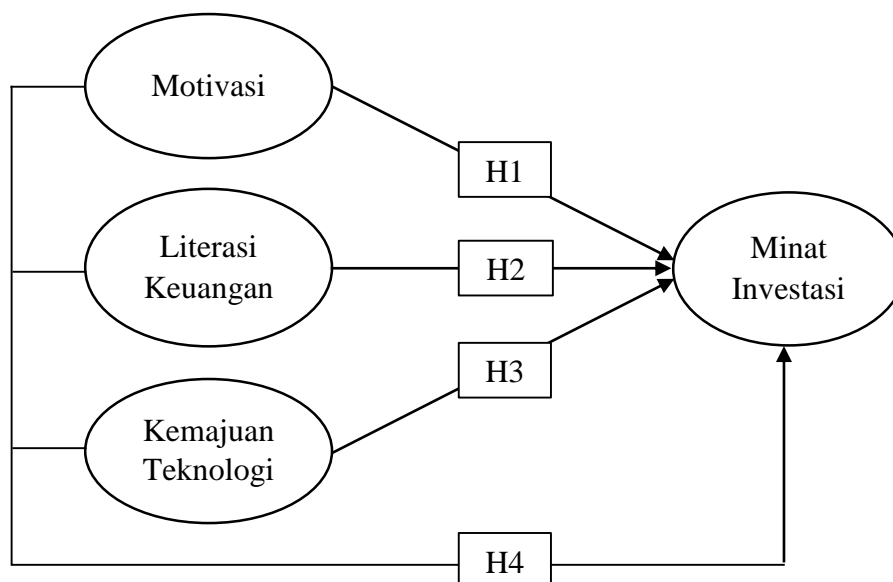 Motivasi
H1
Literasi
Keuangan
H2
Minat
Investasi
H3
Kemajuan
Teknologi
H4